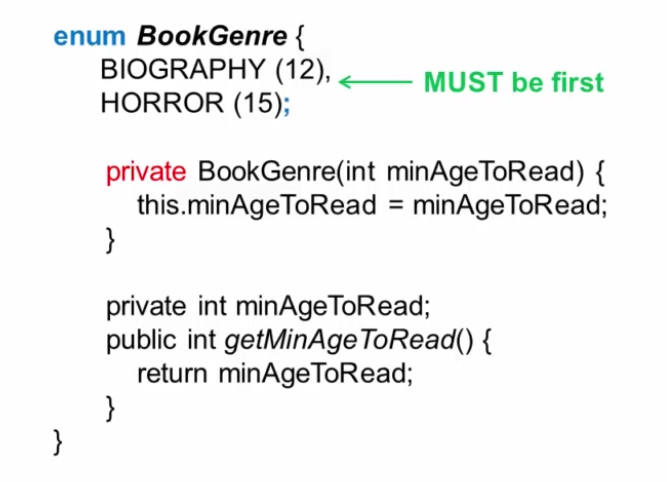 enum BookGenre {
BIOGRAPHY (12),
MUST be first
HORROR (15);
private BookGenre(int minAgeToRead) {
this.minAgeToRead = minAgeToRead;
}
private int minAgeToRead;
public int getMinAgeToRead() {
return minAgeToRead;
}
}